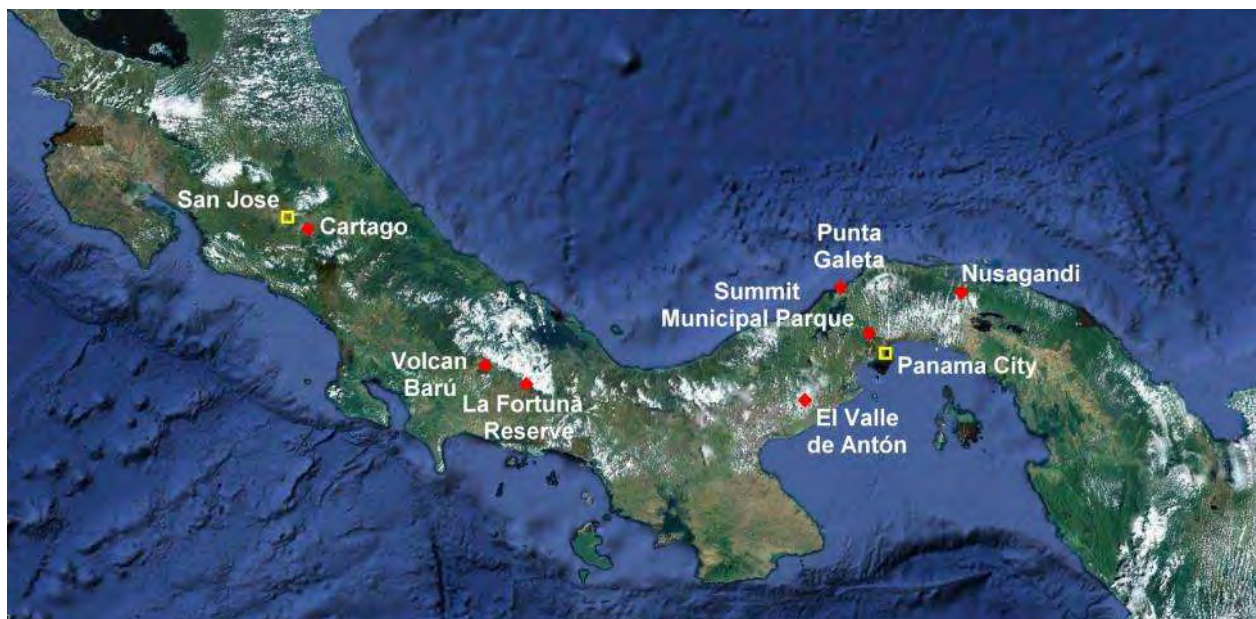 San Jose
Cartago
Punta
Galeta
Nusagandi
Summit
Municipal Parque
Volcan
Barú
Panama City
La Fortuna
Reserve
El Valle
de Antón